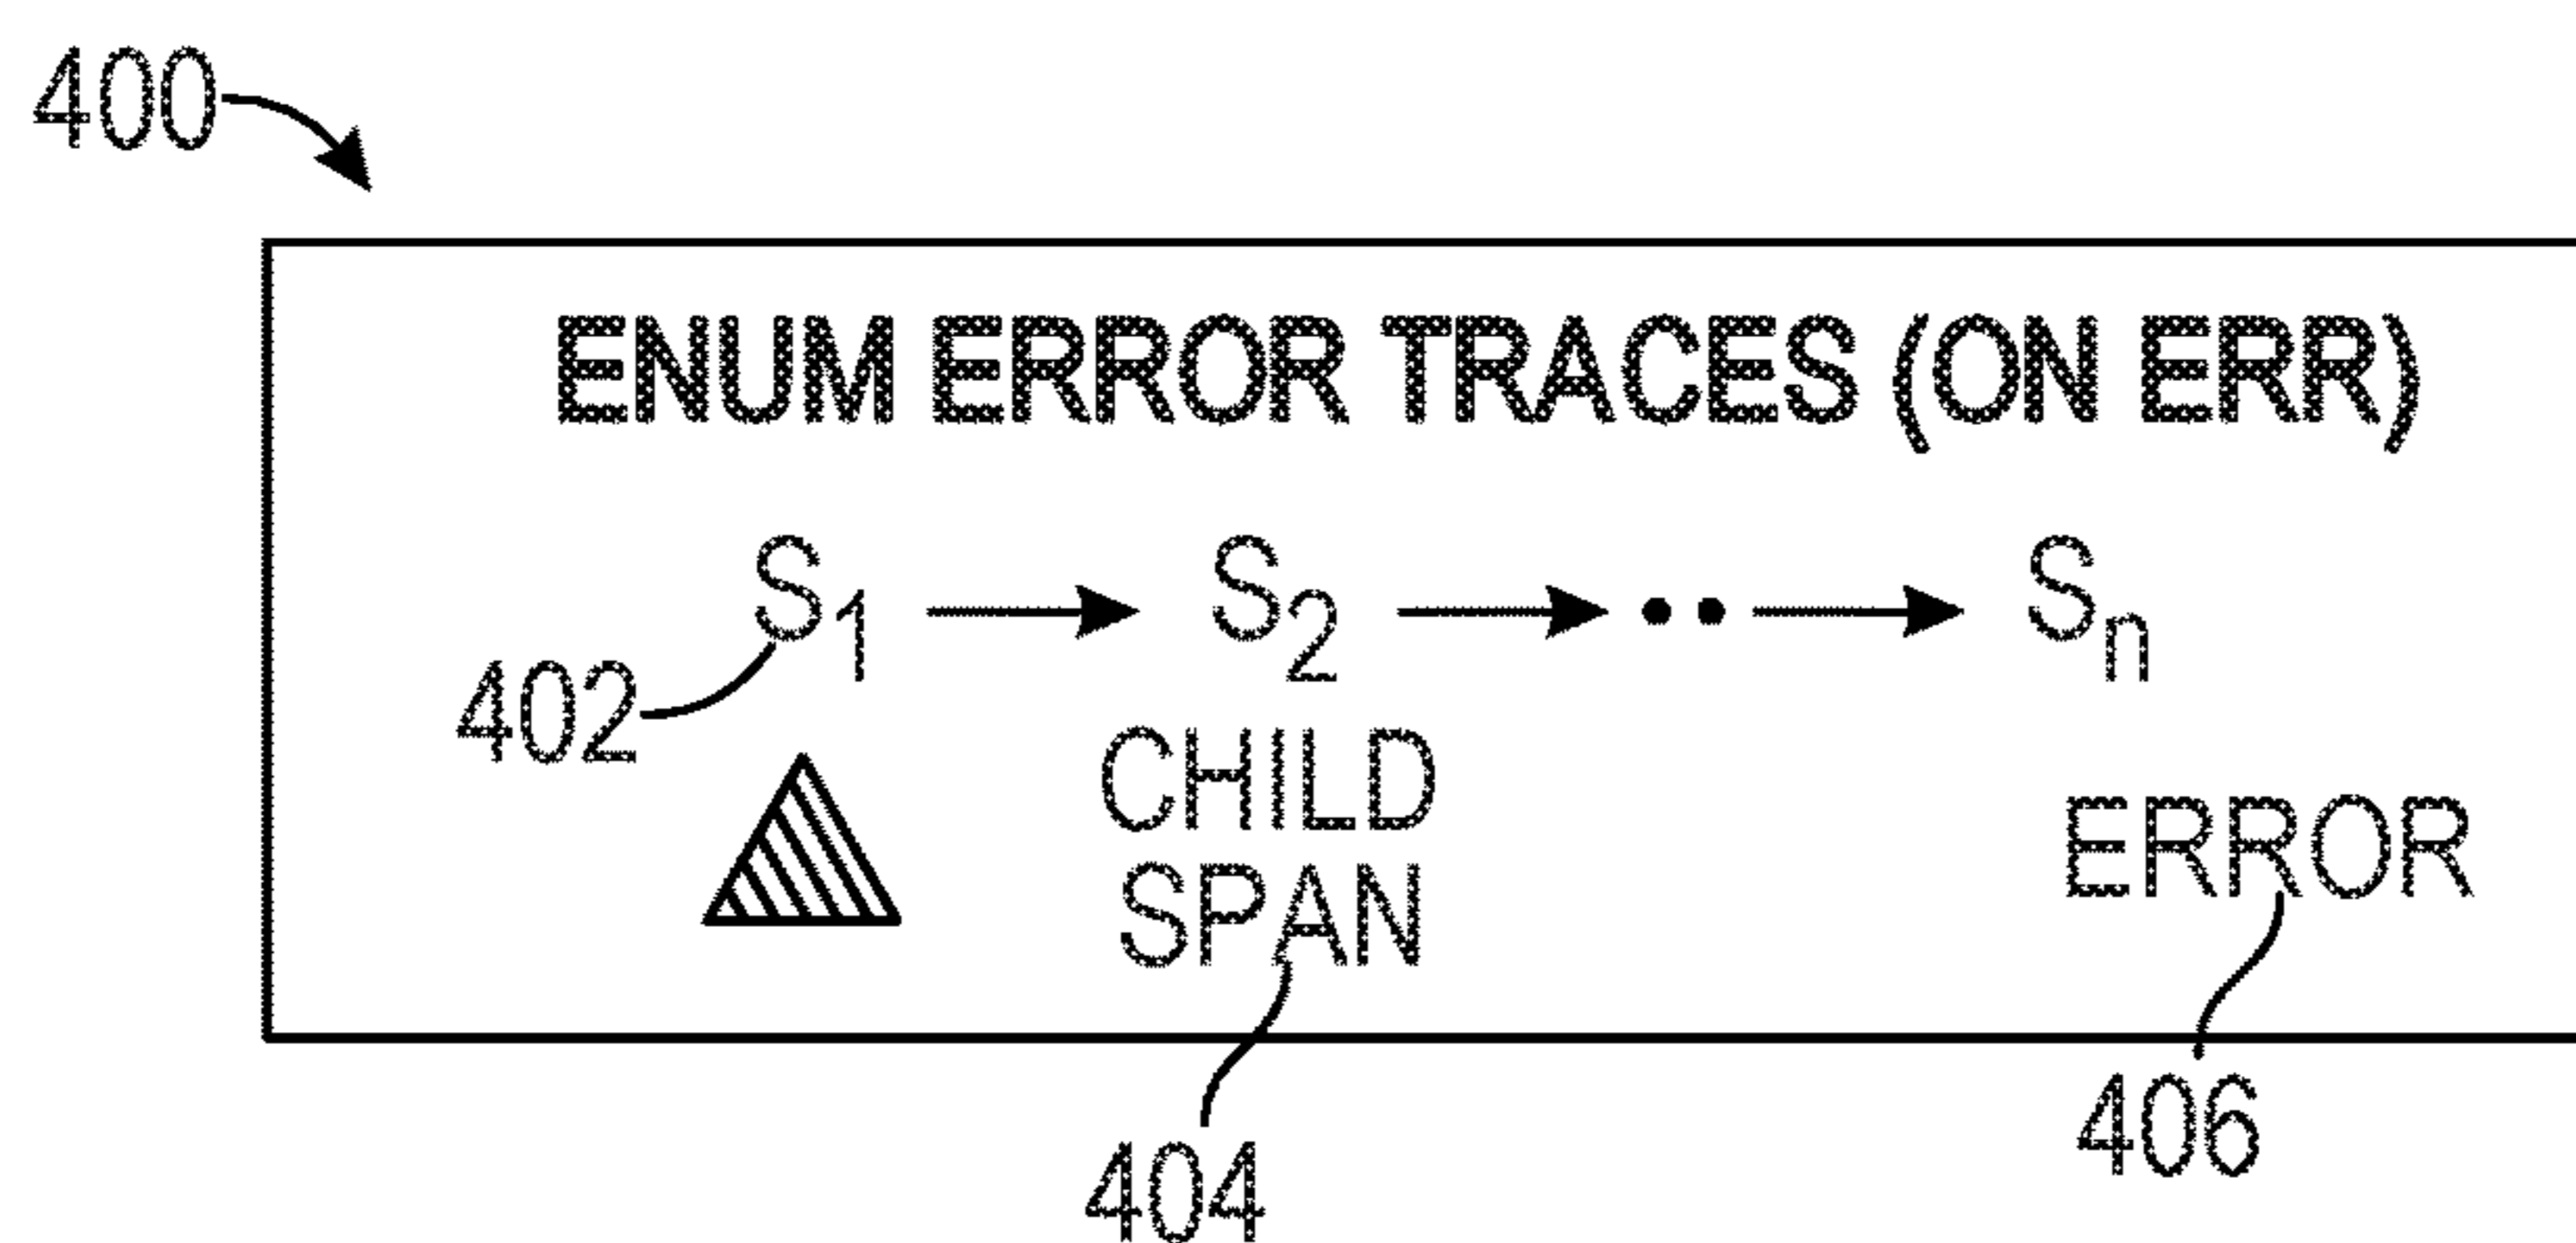 400
ENUM ERROR TRACES (ON ERR)
S1 → S2 → •• → Sn
402
CHILD
SPAN
ERROR
404
406